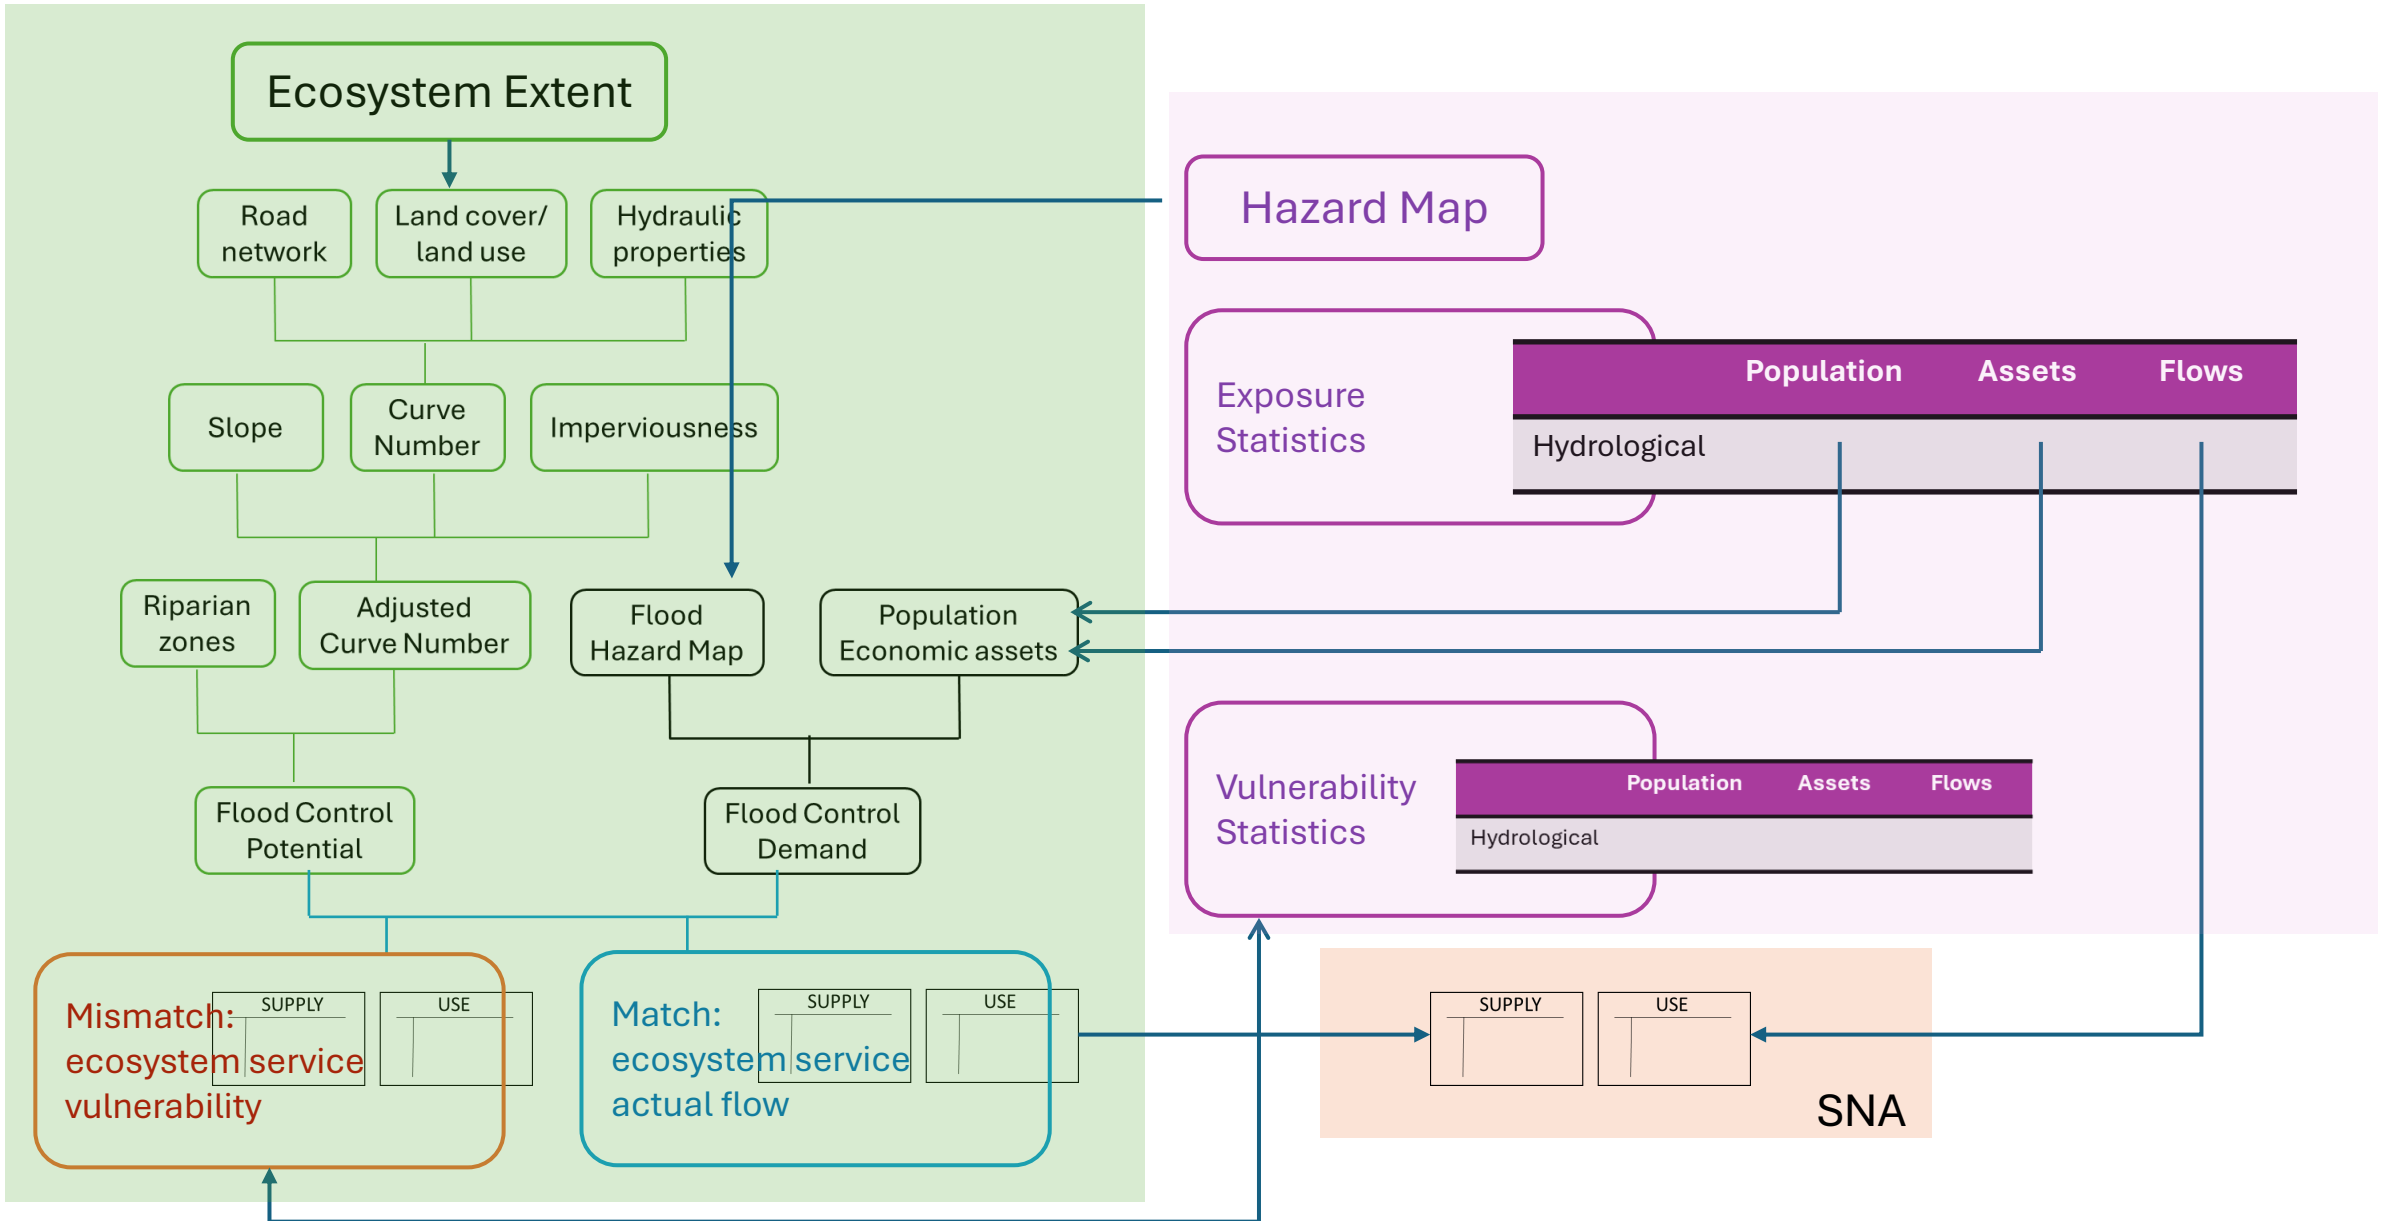 Ecosystem Extent
Road
network
Land cover/
land use
Hydraulic
properties
Slope
Curve
Number
Imperviousness
Riparian
zones
Adjusted
Curve Number
Flood
Hazard Map
Population
Economic assets
Flood Control
Potential
Flood Control
Demand
Mismatch:
ecosystem service
vulnerability
SUPPLY
USE
Match:
ecosystem service
actual flow
SUPPLY
USE
Hazard Map
Exposure
Statistics
Population Assets Flows
Hydrological
Vulnerability
Statistics
Population Assets Flows
Hydrological
SUPPLY
USE
SNA